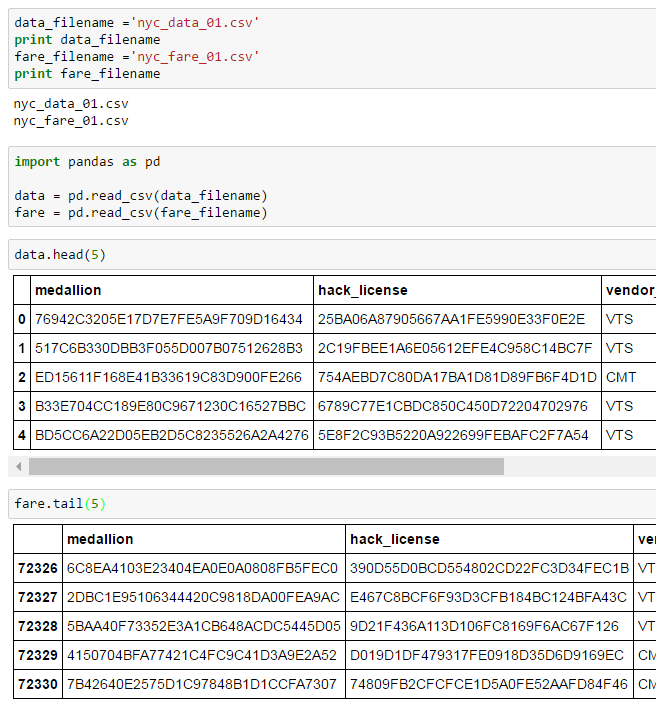 data_filename ='nyc_data_01.csv'
print data_filename
fare_filename ='nyc_fare_01.csv'
print fare_filename
nyc_data_01.csv
nyc_fare_01.csv
import pandas as pd
data = pd.read_csv(data_filename)
fare = pd.read_csv(fare_filename)
data.head(5)
medallion hack_license vendor_
0 76942C3205E17D7E7FE5A9F709D16434 25BA06A87905667AA1FE5990E33F0E2E VTS
1 517C6B330DBB3F055D007B07512628B3 2C19FBEE1A6E05612EFE4C958C14BC7F VTS
2 ED15611F168E41B33619C83D900FE266 754AEBD7C80DA17BA1D81D89FB6F4D1D CMT
3 B33E704CC189E80C9671230C16527BBC 6789C77E1CBDC850C450D72204702976 VTS
4 BD5CC6A22D05EB2D5C8235526A2A4276 5E8F2C93B5220A922699FEBAFC2F7A54 VTS
fare.tail(5)
medallion hack_license ve
72326 6C8EA4103E23404EA0E0A0808FB5FEC0 390D55D0BCD554802CD22FC3D34FEC1B VT
72327 2DBC1E95106344420C9818DA00FEA9AC E467C8BCF6F93D3CFB184BC124BFA43C VT
72328 5BAA40F73352E3A1CB648ACDC5445D05 9D21F436A113D106FC8169F6AC67F126 VT
72329 4150704BFA77421C4FC9C41D3A9E2A52 D019D1DF479317FE0918D35D6D9169EC CM
72330 7B42640E2575D1C97848B1D1CCFA7307 74809FB2CFCFCE1D5A0FE52AAFD84F46 CM